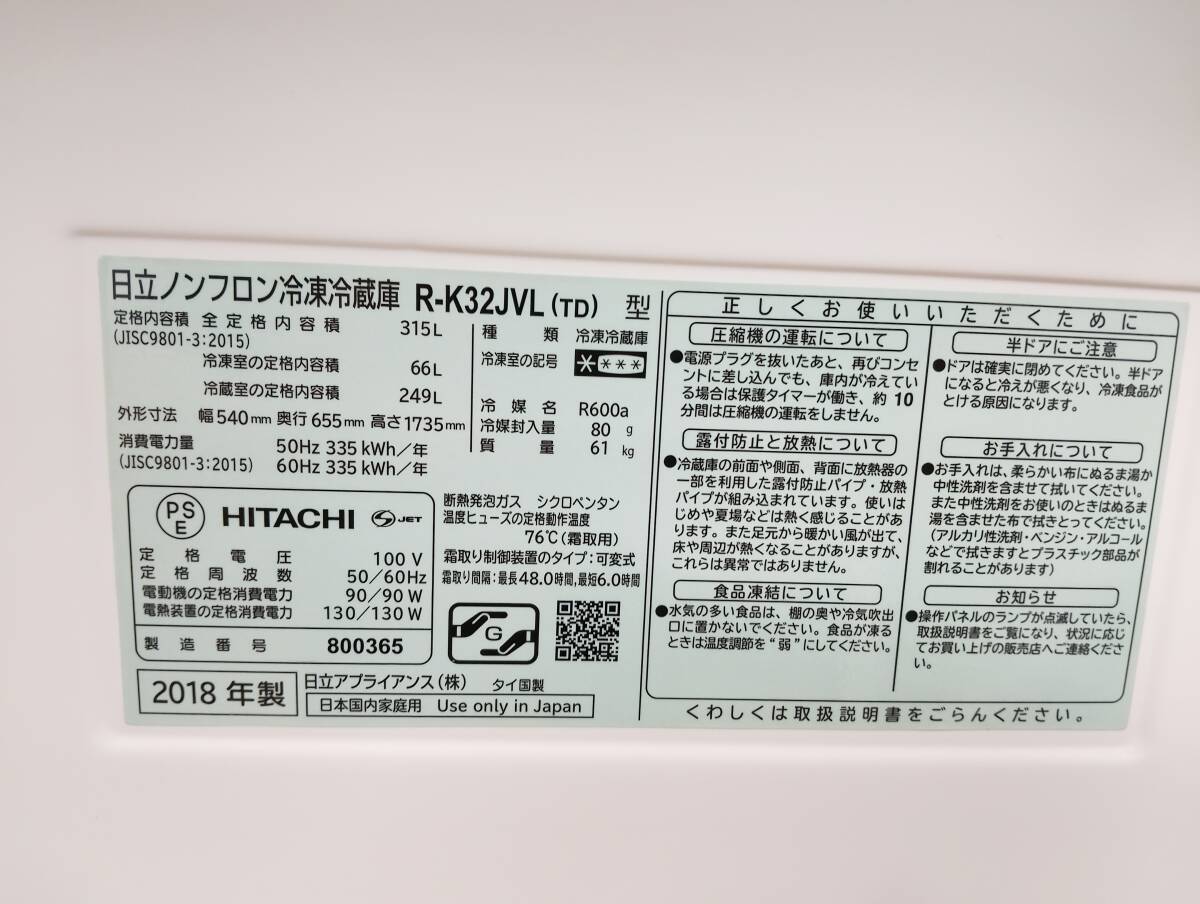 日立ノンフロン冷凍冷蔵庫 R-K32JVL (TD) 型
定格内容積 全定格内容積 315L
(JISC9801-3:2015)
冷凍室の定格内容積 66L
冷蔵室の定格内容積 249L
外形寸法 幅540mm 奥行655mm 高さ1735mm
消費電力量 50Hz 335kWh/年
(JISC9801-3:2015) 60Hz 335kWh/年
種類 冷凍冷蔵庫
冷凍室の記号 ****
冷媒名 R600a
冷媒封入量 80 g
質量 61 kg
PS
E
HITACHI S JET
定格電圧 100V
定格周波数 50/60Hz
電動機の定格消費電力 90/90W
電熱装置の定格消費電力 130/130W
製造番号 800365
断熱発泡ガス シクロペンタン
温度ヒューズの定格動作温度
76℃(霜取用)
霜取り制御装置のタイプ:可変式
霜取り間隔:最長48.0時間,最短6.0時間
G
2018年製
日立アプライアンス(株) タイ国製
日本国内家庭用 Use only in Japan
正しくお使いいただくために
圧縮機の運転について
●電源プラグを抜いたあと、再びコンセ
ントに差し込んでも、庫内が冷えてい
る場合は保護タイマーが働き、約10
分間は圧縮機の運転をしません。
露付防止と放熱について
●冷蔵庫の前面や側面、背面に放熱器の
一部を利用した露付防止パイプ・放熱
パイプが組み込まれています。使いは
じめや夏場などは熱く感じることがあ
ります。また足元から暖かい風が出て、
床や周辺が熱くなることがありますが、
これらは異常ではありません。
食品凍結について
●水気の多い食品は、棚の奥や冷気吹出
口に置かないでください。食品が凍る
ときは温度調節を“弱”にしてください。
半ドアにご注意
●ドアは確実に閉めてください。半ドア
になると冷えが悪くなり、冷凍食品が
とける原因になります。
お手入れについて
●お手入れは、柔らかい布にぬるま湯か
中性洗剤を含ませて拭いてください。
また中性洗剤をお使いのときはぬるま
湯を含ませた布で拭きとってください。
(アルカリ性洗剤・ベンジン・アルコール
などで拭きますとプラスチック部品が
割れることがあります)
お知らせ
●操作パネルのランプが点滅していたら、
取扱説明書をご覧になり、状況に応じ
てお買い上げの販売店へご連絡くださ
い。
くわしくは取扱説明書をごらんください。